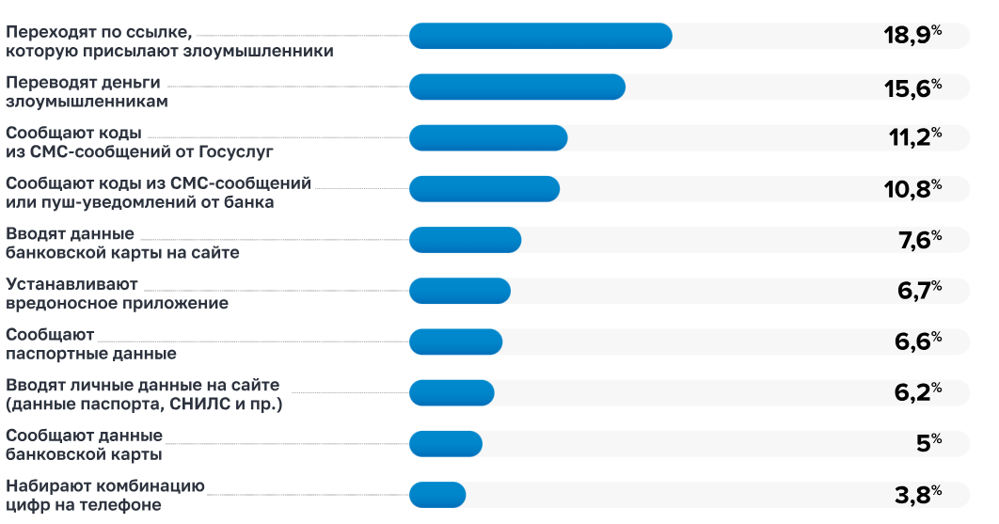 Переходят по ссылке,
которую присылают злоумышленники
18,9%
Переводят деньги
злоумышленникам
15,6%
Сообщают коды
из СМС-сообщений от Госуслуг
11,2%
Сообщают коды из СМС-сообщений
или пуш-уведомлений от банка
10,8%
Вводят данные
банковской карты на сайте
7,6%
Устанавливают
вредоносное приложение
6,7%
Сообщают
паспортные данные
6,6%
Вводят личные данные на сайте
(данные паспорта, СНИЛС и пр.)
6,2%
Сообщают данные
банковской карты
5%
Набирают комбинацию
цифр на телефоне
3,8%